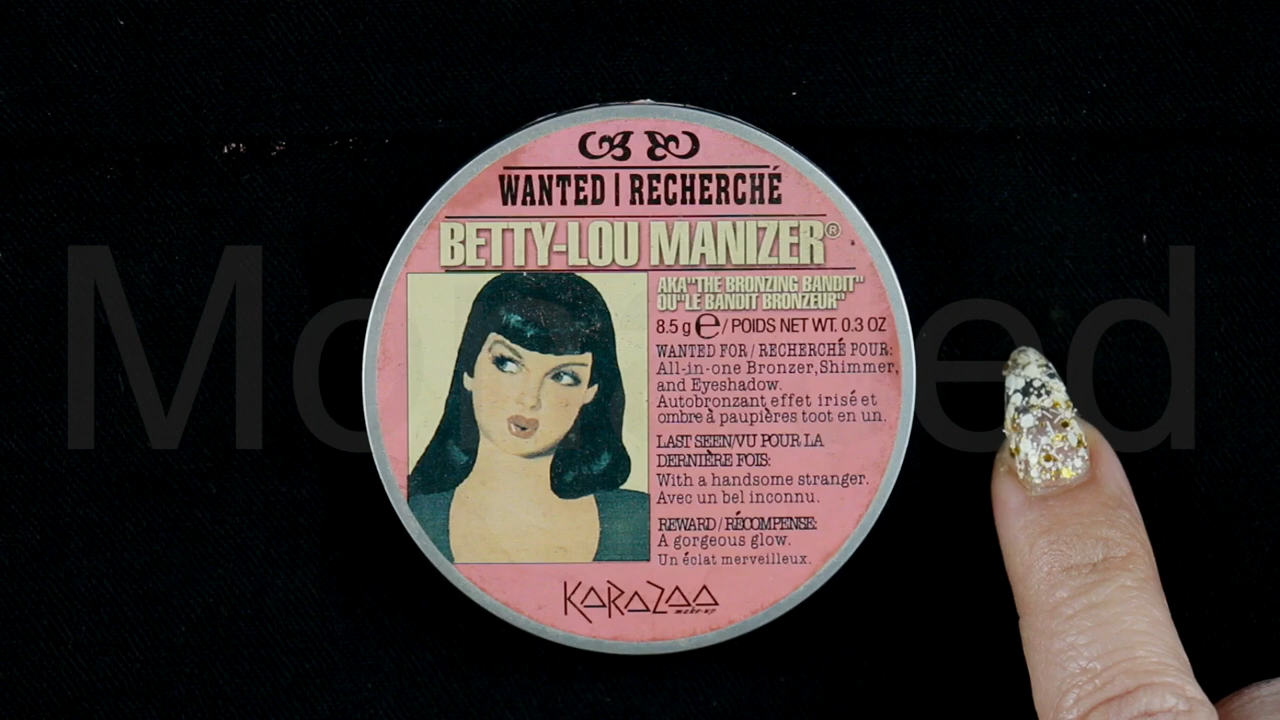 WANTED | RECHERCHÉ
BETTY-LOU MANIZER®
AKA "THE BRONZING BANDIT"
OU "LE BANDIT BRONZEUR"
8.5 g e / POIDS NET WT. 0.3 OZ
WANTED FOR / RECHERCHÉ POUR:
All-in-one Bronzer, Shimmer,
and Eyeshadow.
Autobronzant effet irisé et
ombre à paupières toot en un.
LAST SEEN/VU POUR LA
DERNIÈRE FOIS:
With a handsome stranger.
Avec un bel inconnu.
REWARD / RÉCOMPENSE:
A gorgeous glow.
Un éclat merveilleux.
KARAZAA
make-up